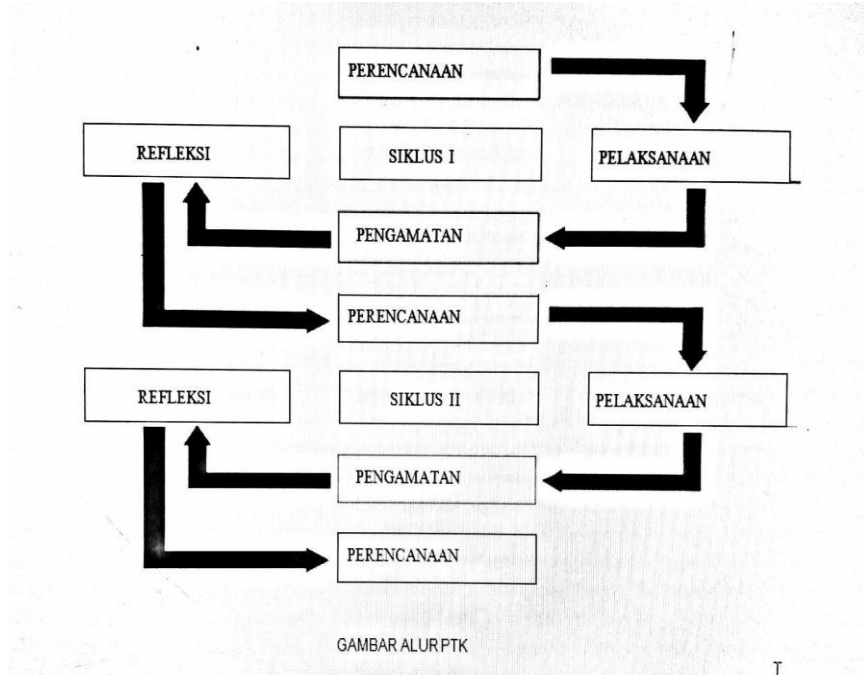 PERENCANAAN
REFLEKSI
SIKLUS I
PELAKSANAAN
PENGAMATAN
PERENCANAAN
REFLEKSI
SIKLUS II
PELAKSANAAN
PENGAMATAN
PERENCANAAN
GAMBAR ALUR PTK